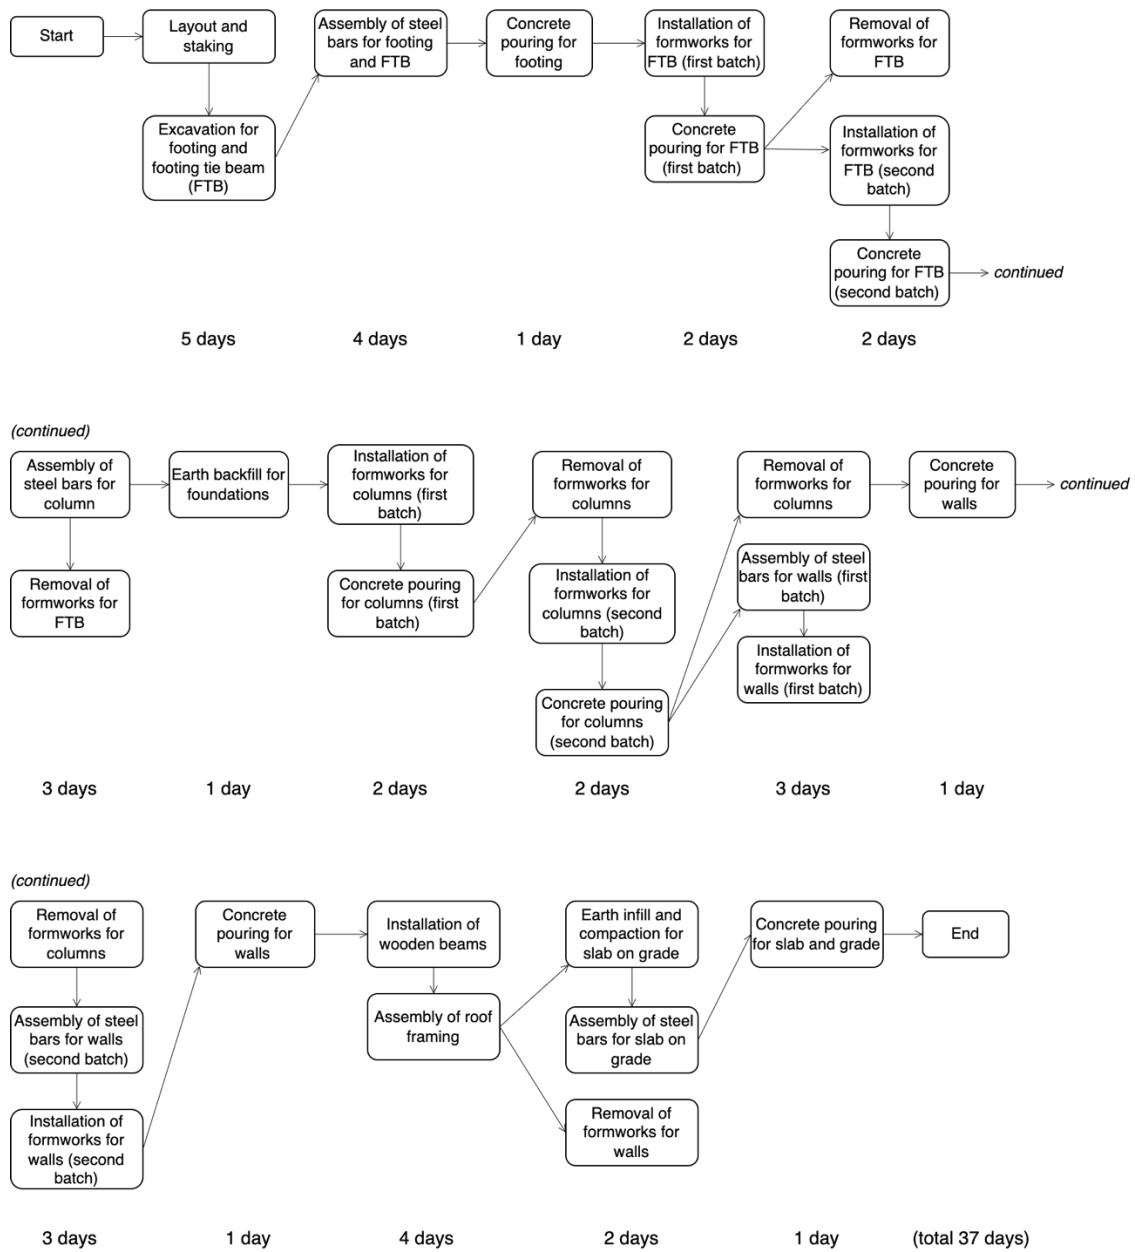 Start
Layout
and staking
Excavation for
footing and
footing tie beam
(FTB)
Assembly of steel
bars for footing
and FTB
Concrete
pouring for
footing
Installation of
formworks for
FTB (first batch)
Concrete
pouring for FTB
(first batch)
Removal of
formworks for
FTB
Installation of
formworks for
FTB (second
batch)
Concrete
pouring for FTB
(second batch)
continued
5 days
4 days
1 day
2 days
2 days
(continued)
Assembly of
steel bars for
column
Removal of
formworks for
FTB
Earth backfill for
foundations
Installation of
formworks for
columns (first
batch)
Concrete pouring
for columns (first
batch)
Removal of
formworks for
columns
Installation of
formworks for
columns (second
batch)
Concrete pouring
for columns
(second batch)
Removal of
formworks for
columns
Assembly of steel
bars for walls (first
batch)
Installation of
formworks for
walls (first batch)
Concrete
pouring for
walls
continued
3 days
1 day
2 days
2 days
3 days
1 day
(continued)
Removal of
formworks for
columns
Assembly of steel
bars for walls
(second batch)
Installation of
formworks for
walls (second
batch)
Concrete
pouring for
walls
Installation of
wooden beams
Assembly of roof
framing
Earth infill and
compaction for
slab on grade
Assembly of steel
bars for slab on
grade
Removal of
formworks for
walls
Concrete pouring
for slab and grade
End
3 days
1 day
4 days
2 days
1 day
(total 37 days)